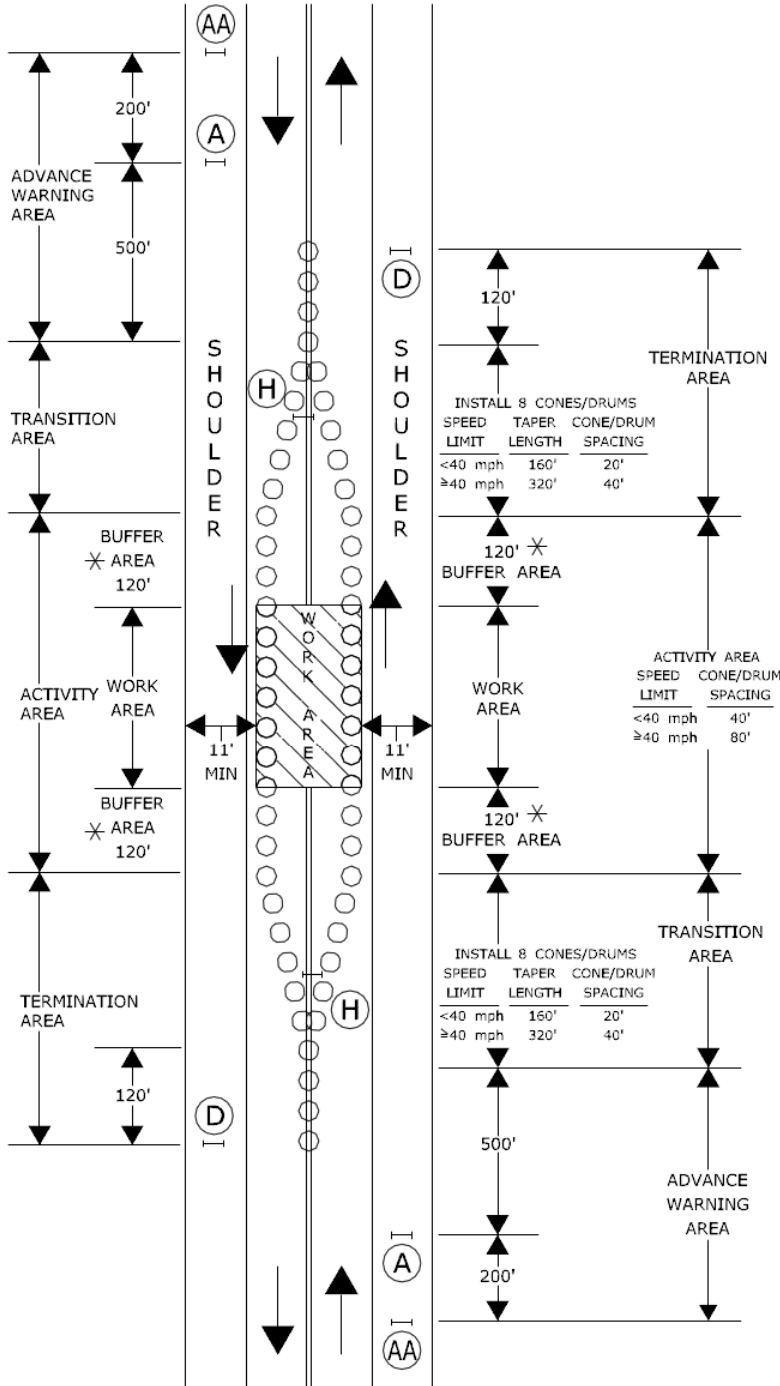 AA
200'
A
ADVANCE
WARNING
AREA
500'
D
120'
TERMINATION
AREA
SHOULDER
SHOULDER
H
TRANSITION
AREA
INSTALL 8 CONES/DRUMS
SPEED LIMIT TAPER LENGTH CONE/DRUM SPACING
<40 mph 160' 20'
≥40 mph 320' 40'
BUFFER
* AREA
120'
120' *
BUFFER AREA
WORK AREA
ACTIVITY
AREA
WORK
AREA
WORK
AREA
ACTIVITY AREA
SPEED LIMIT CONE/DRUM SPACING
<40 mph 40'
≥40 mph 80'
11'
MIN
11'
MIN
BUFFER
* AREA
120'
120' *
BUFFER AREA
TRANSITION
AREA
INSTALL 8 CONES/DRUMS
SPEED LIMIT TAPER LENGTH CONE/DRUM SPACING
<40 mph 160' 20'
≥40 mph 320' 40'
TERMINATION
AREA
H
120'
D
500'
ADVANCE
WARNING
AREA
A
200'
AA